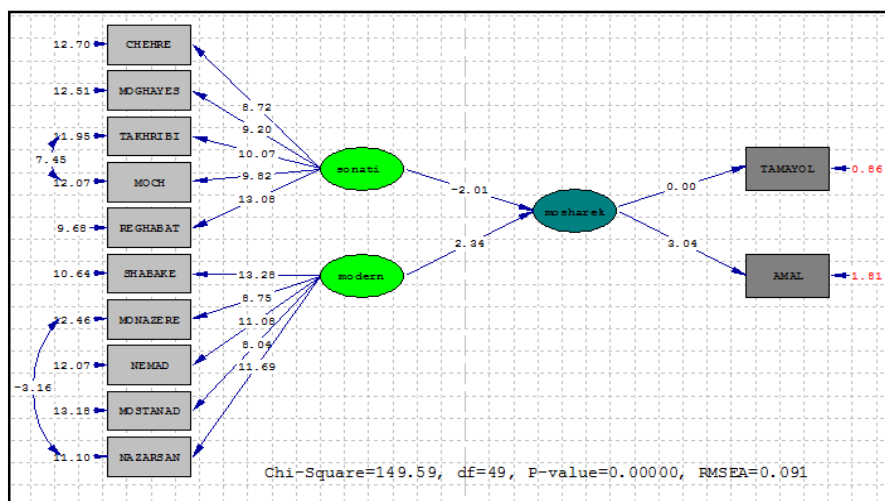 12.70 CHEHRE
12.51 MOGHAYES
8.72
9.20
11.95 TAKHRIBI
10.07
7.45
9.82
12.07 MOCH
sonati
TAMAYOL 0.86
0.00
-2.01
13.08
9.68 REGHABAT
mosharek
2.34
3.04
10.64 SHABAKE
13.28
modern
AMAL 1.81
8.75
12.46 MONAZERE
11.08
8.04
12.07 NEMAD
11.69
-3.16
13.18 MOSTANAD
11.10 NAZARSAN
Chi-Square=149.59, df=49, P-value=0.00000, RMSEA=0.091